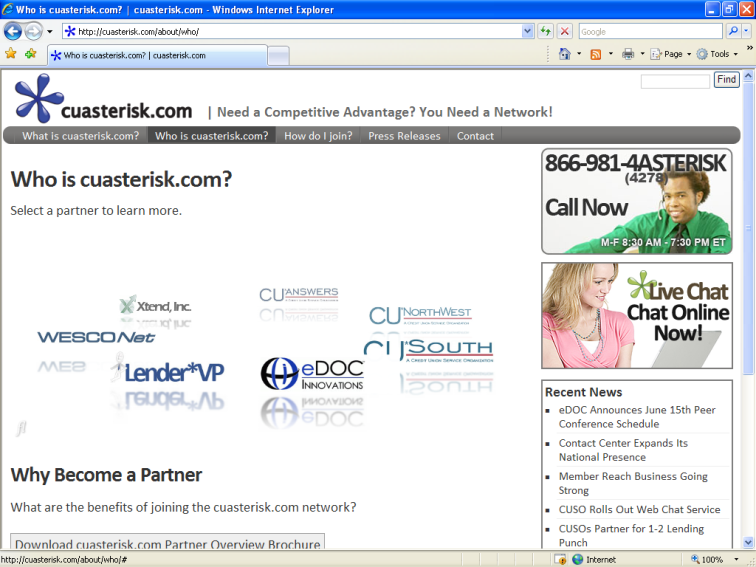 Who is cuasterisk.com? | cuasterisk.com - Windows Internet Explorer
http://cuasterisk.com/about/who/
Google
Who is cuasterisk.com? | cuasterisk.com
Page
Tools
»
Find
cuasterisk.com | Need a Competitive Advantage? You Need a Network!
What is cuasterisk.com? Who is cuasterisk.com? How do I join? Press Releases Contact
Who is cuasterisk.com?
Select a partner to learn more.
866-981-4ASTERISK
(4278)
Call Now
M-F 8:30 AM - 7:30 PM ET
Live Chat
Chat Online
Now!
Xtend, Inc.
CU*ANSWERS
CU*NORTHWEST
WESCONET
CU*SOUTH
A CREDIT UNION SERVICE ORGANIZATION
Lender*VP
eDOC
INNOVATIONS
Recent News
eDOC Announces June 15th Peer
Conference Schedule
Contact Center Expands Its
National Presence
Member Reach Business Going
Strong
CUSO Rolls Out Web Chat Service
CUSOs Partner for 1-2 Lending
Punch
Why Become a Partner
What are the benefits of joining the cuasterisk.com network?
Download cuasterisk.com Partner Overview Brochure
http://cuasterisk.com/about/who/#
Internet
100%